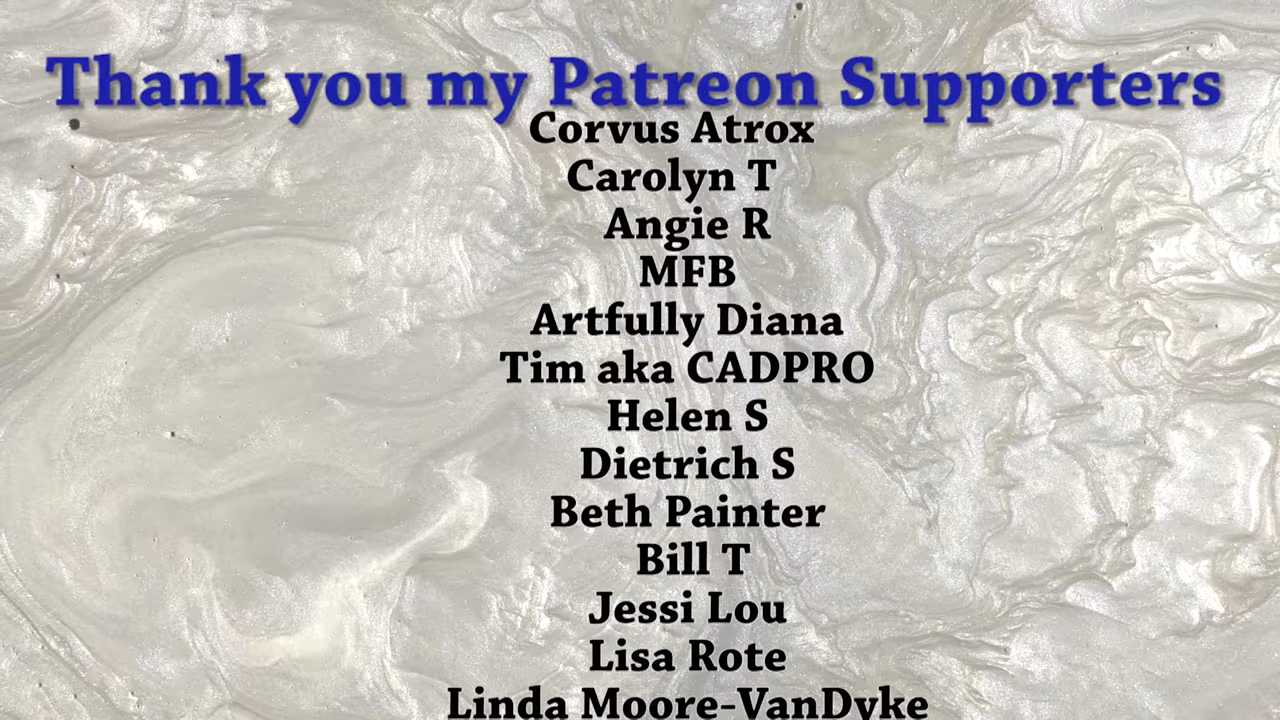 Thank you my Patreon Supporters
Corvus Atrox
Carolyn T
Angie R
MFB
Artfully Diana
Tim aka CADPRO
Helen S
Dietrich S
Beth Painter
Bill T
Jessi Lou
Lisa Rote
Linda Moore-VanDyke